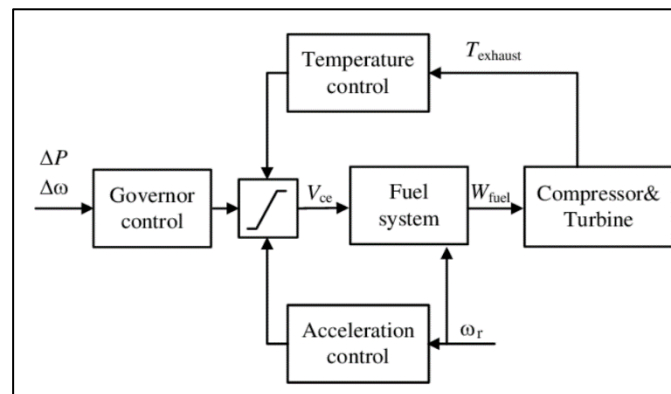 Temperature
control
T_exhaust
ΔP
Δω
Governor
control
V_ce
Fuel
system
W_fuel
Compressor&
Turbine
Acceleration
control
ω_r